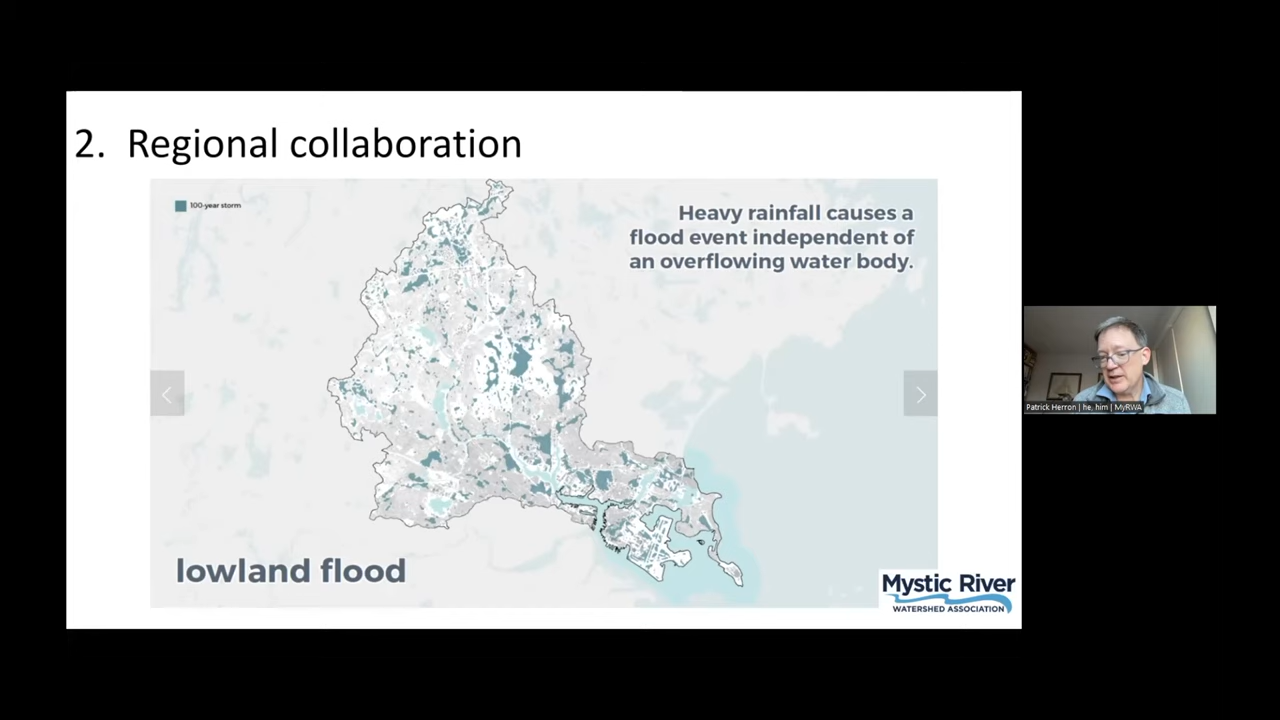 2. Regional collaboration
100-year storm
Heavy rainfall causes a
flood event independent of
an overflowing water body.
lowland flood
Mystic River
WATERSHED ASSOCIATION
Patrick Herron | he, him | MyRWA